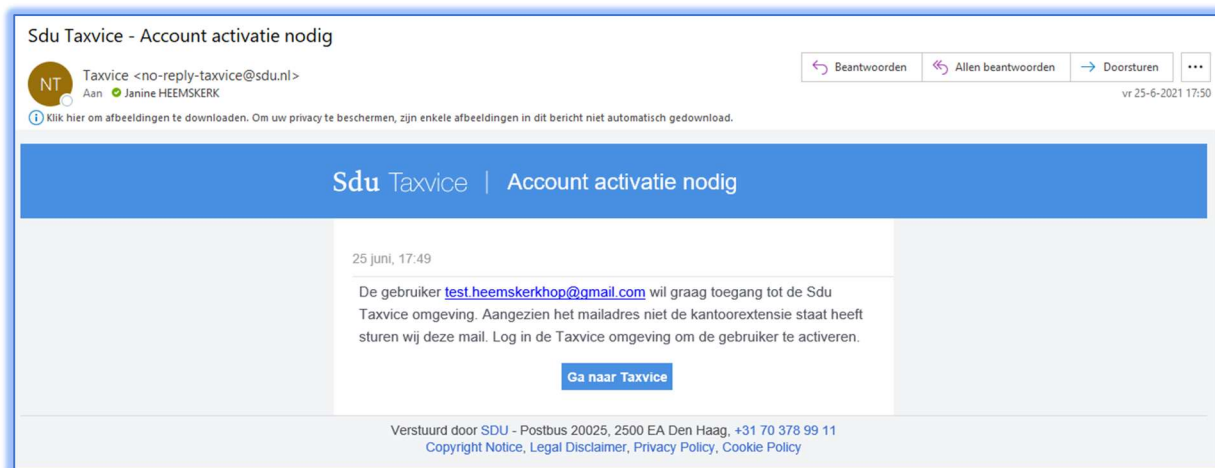 Sdu Taxvice - Account activatie nodig
NT
Taxvice <no-reply-taxvice@sdu.nl>
Aan Janine HEEMSKERK
Beantwoorden
Allen beantwoorden
Doorsturen
...
vr 25-6-2021 17:50
Klik hier om afbeeldingen te downloaden. Om uw privacy te beschermen, zijn enkele afbeeldingen in dit bericht niet automatisch gedownload.
Sdu Taxvice | Account activatie nodig
25 juni, 17:49
De gebruiker test.heemskerkhop@gmail.com wil graag toegang tot de Sdu
Taxvice omgeving. Aangezien het mailadres niet de kantoorextensie staat heeft
sturen wij deze mail. Log in de Taxvice omgeving om de gebruiker te activeren.
Ga naar Taxvice
Verstuurd door SDU - Postbus 20025, 2500 EA Den Haag, +31 70 378 99 11
Copyright Notice, Legal Disclaimer, Privacy Policy, Cookie Policy